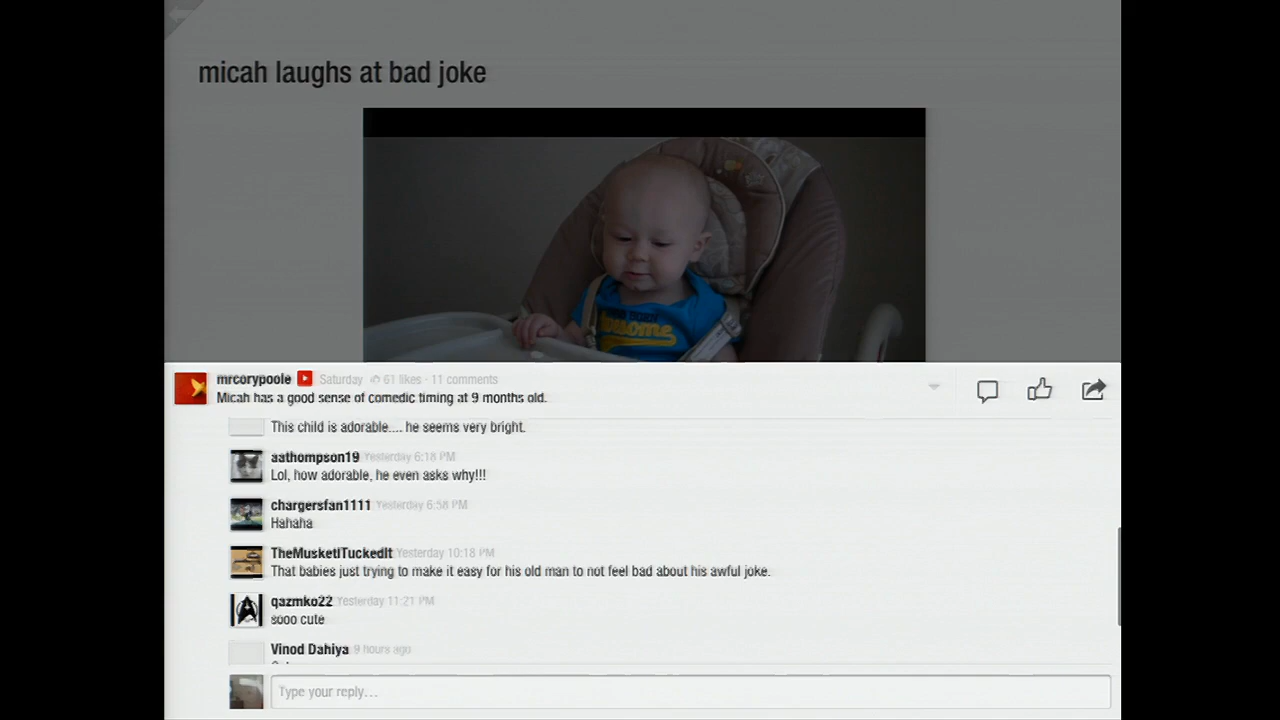 micah laughs at bad joke
awesome
mrcorypoole Saturday 61 likes · 11 comments
Micah has a good sense of comedic timing at 9 months old.
This child is adorable.... he seems very bright.
aathompson19 Yesterday 6:18 PM
Lol, how adorable, he even asks why!!!
chargersfan1111 Yesterday 6:58 PM
Hahaha
TheMusketITuckedIt Yesterday 10:18 PM
That babies just trying to make it easy for his old man to not feel bad about his awful joke.
qazmko22 Yesterday 11:21 PM
sooo cute
Vinod Dahiya 9 hours ago
Type your reply...